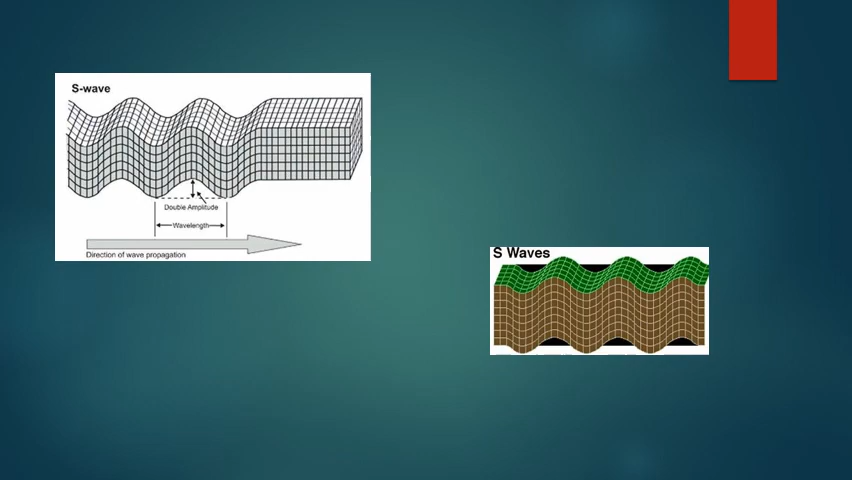 S-wave
Double Amplitude
Wavelength
Direction of wave propagation
S Waves